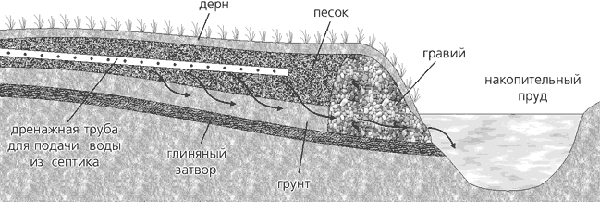 дерн
песок
гравий
накопительный
пруд
дренажная труба
для подачи воды
из септика
глиняный
затвор
грунт